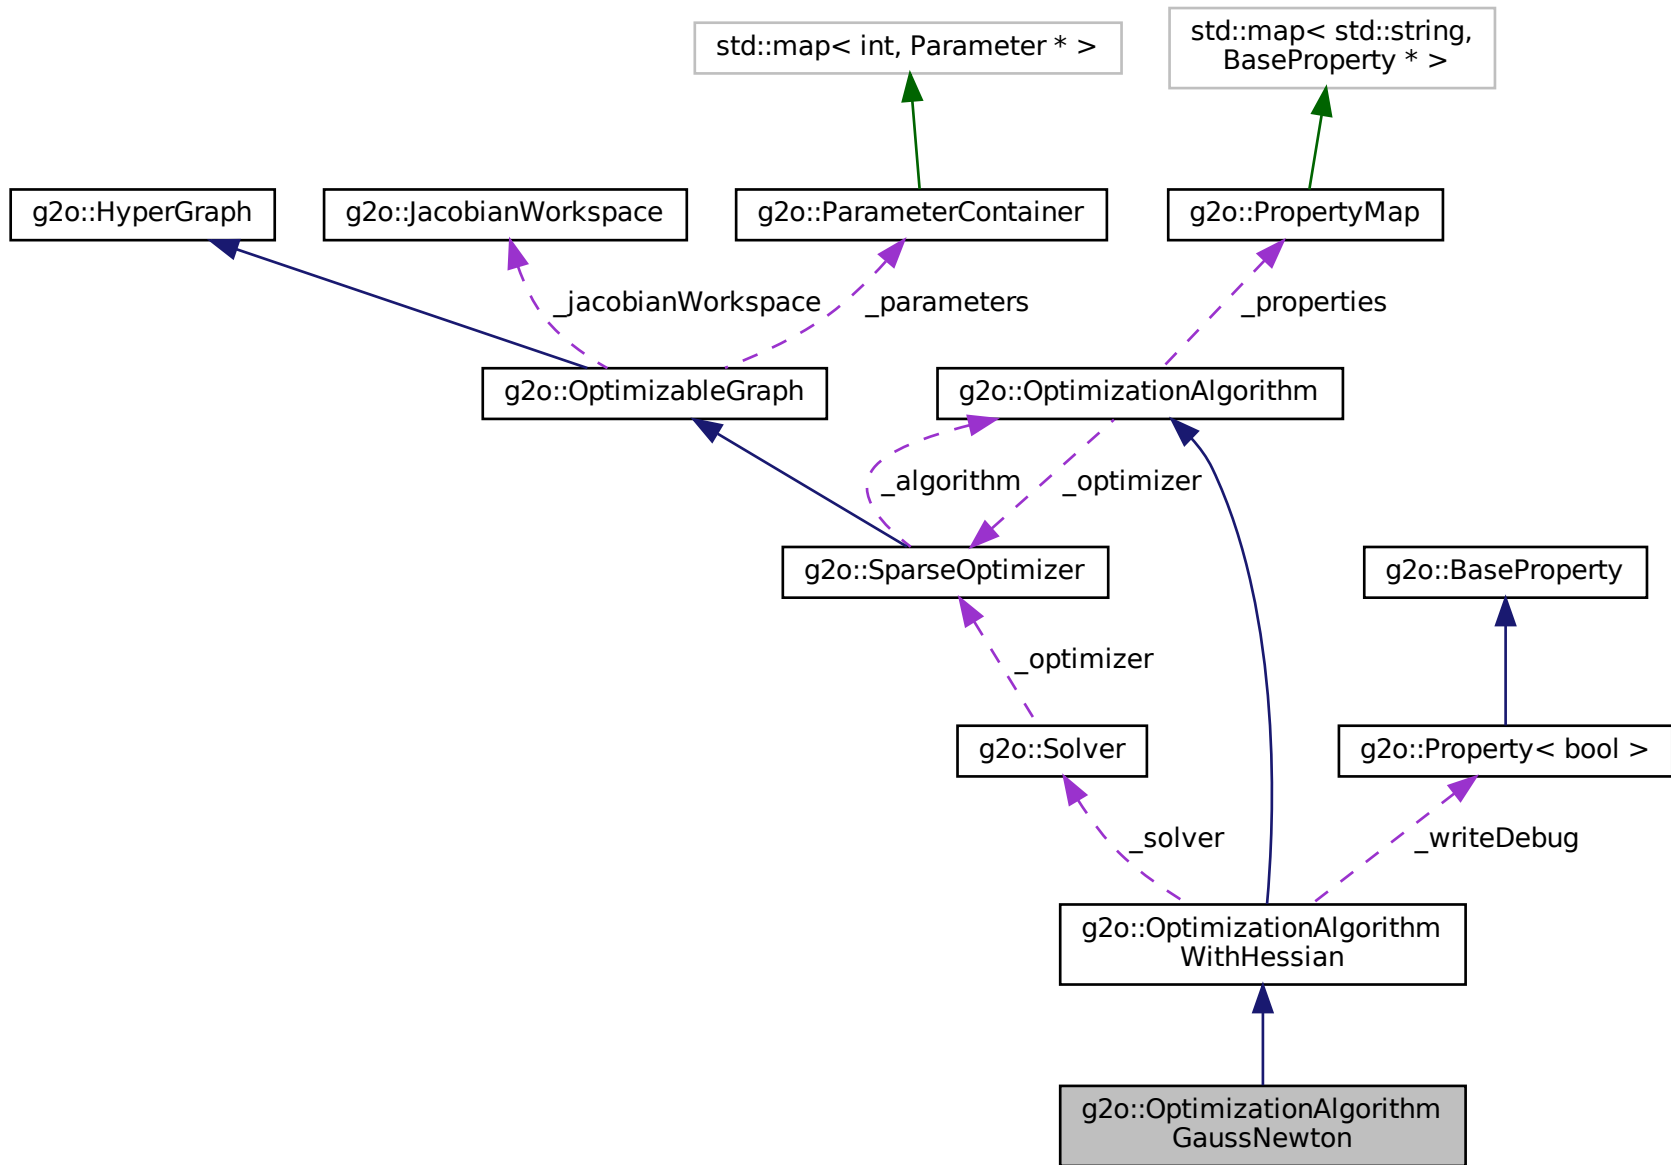 std::map< int, Parameter * >
std::map< std::string,
BaseProperty * >
g2o::HyperGraph
g2o::JacobianWorkspace
g2o::ParameterContainer
g2o::PropertyMap
_jacobianWorkspace
_parameters
_properties
g2o::OptimizableGraph
g2o::OptimizationAlgorithm
_algorithm
_optimizer
g2o::SparseOptimizer
g2o::BaseProperty
_optimizer
g2o::Solver
g2o::Property< bool >
_solver
_writeDebug
g2o::OptimizationAlgorithm
WithHessian
g2o::OptimizationAlgorithm
GaussNewton